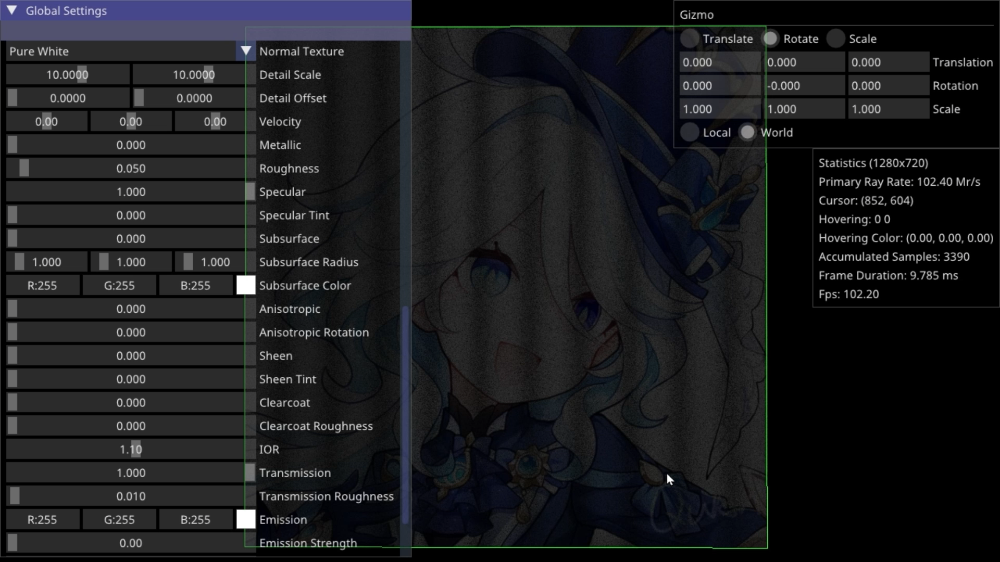 Global Settings
Pure White Normal Texture
10.0000 10.0000 Detail Scale
0.0000 0.0000 Detail Offset
0.00 0.00 0.00 Velocity
0.000 Metallic
0.050 Roughness
1.000 Specular
0.000 Specular Tint
0.000 Subsurface
1.000 1.000 1.000 Subsurface Radius
R:255 G:255 B:255 Subsurface Color
0.000 Anisotropic
0.000 Anisotropic Rotation
0.000 Sheen
0.000 Sheen Tint
0.000 Clearcoat
0.000 Clearcoat Roughness
1.10 IOR
1.000 Transmission
0.010 Transmission Roughness
R:255 G:255 B:255 Emission
0.00 Emission Strength
Gizmo
Translate Rotate Scale
0.000 0.000 0.000 Translation
0.000 -0.000 0.000 Rotation
1.000 1.000 1.000 Scale
Local World
Statistics (1280x720)
Primary Ray Rate: 102.40 Mr/s
Cursor: (852, 604)
Hovering: 0 0
Hovering Color: (0.00, 0.00, 0.00)
Accumulated Samples: 3390
Frame Duration: 9.785 ms
Fps: 102.20